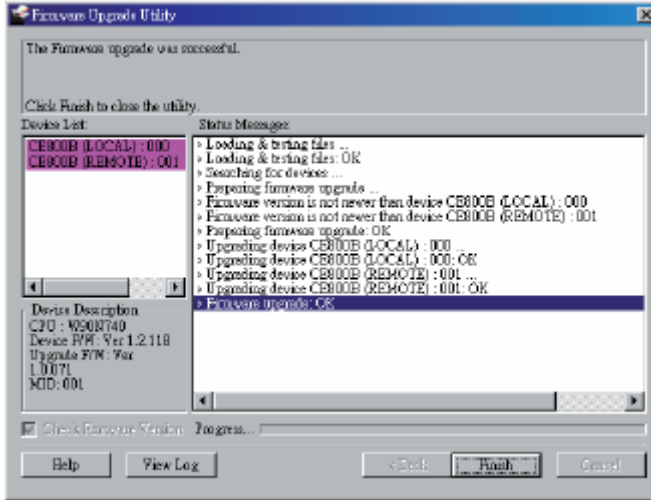 Firmware Upgrade Utility
The Firmware upgrade was successful.
Click Finish to close the utility.
Device List:
CE800B (LOCAL) : 000
CE800B (REMOTE) : 001
Status Messages:
> Loading & testing files ...
> Loading & testing files: OK
> Searching for devices ...
> Preparing firmware upgrade ...
> Firmware version is not newer than device CE800B (LOCAL) : 000
> Firmware version is not newer than device CE800B (REMOTE) : 001
> Preparing firmware upgrade: OK
> Upgrading device CE800B (LOCAL) : 000 ...
> Upgrading device CE800B (LOCAL) : 000: OK
> Upgrading device CE800B (REMOTE) : 001 ...
> Upgrading device CE800B (REMOTE) : 001: OK
> Firmware upgrade: OK
Device Description
CPU : W90N740
Device F/W: Ver 1.2.118
Upgrade F/W: Ver
1.0.071
MID: 001
Check Firmware Version
Progress...
Help
View Log
< Back
Finish
Cancel